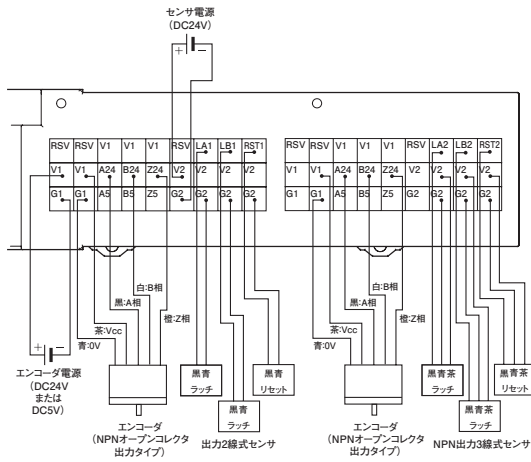 センサ電源
(DC24V)
+ −
RSV RSV V1 V1 V1 RSV LA1 LB1 RST1
V1 V1 A24 B24 Z24 V2 V2 V2 V2
G1 G1 A5 B5 Z5 G2 G2 G2 G2
RSV RSV V1 V1 V1 RSV LA2 LB2 RST2
V1 V1 A24 B24 Z24 V2 V2 V2 V2
G1 G1 A5 B5 Z5 G2 G2 G2 G2
白:B相
黒:A相
橙:Z相
茶:Vcc
青:0V
+ −
エンコーダ電源
(DC24V
または
DC5V)
エンコーダ
(NPNオープンコレクタ
出力タイプ)
黒青
ラッチ
黒青
ラッチ
黒青
リセット
出力2線式センサ
白:B相
黒:A相
橙:Z相
茶:Vcc
青:0V
エンコーダ
(NPNオープンコレクタ
出力タイプ)
黒青茶
ラッチ
黒青茶
ラッチ
黒青茶
リセット
NPN出力3線式センサ